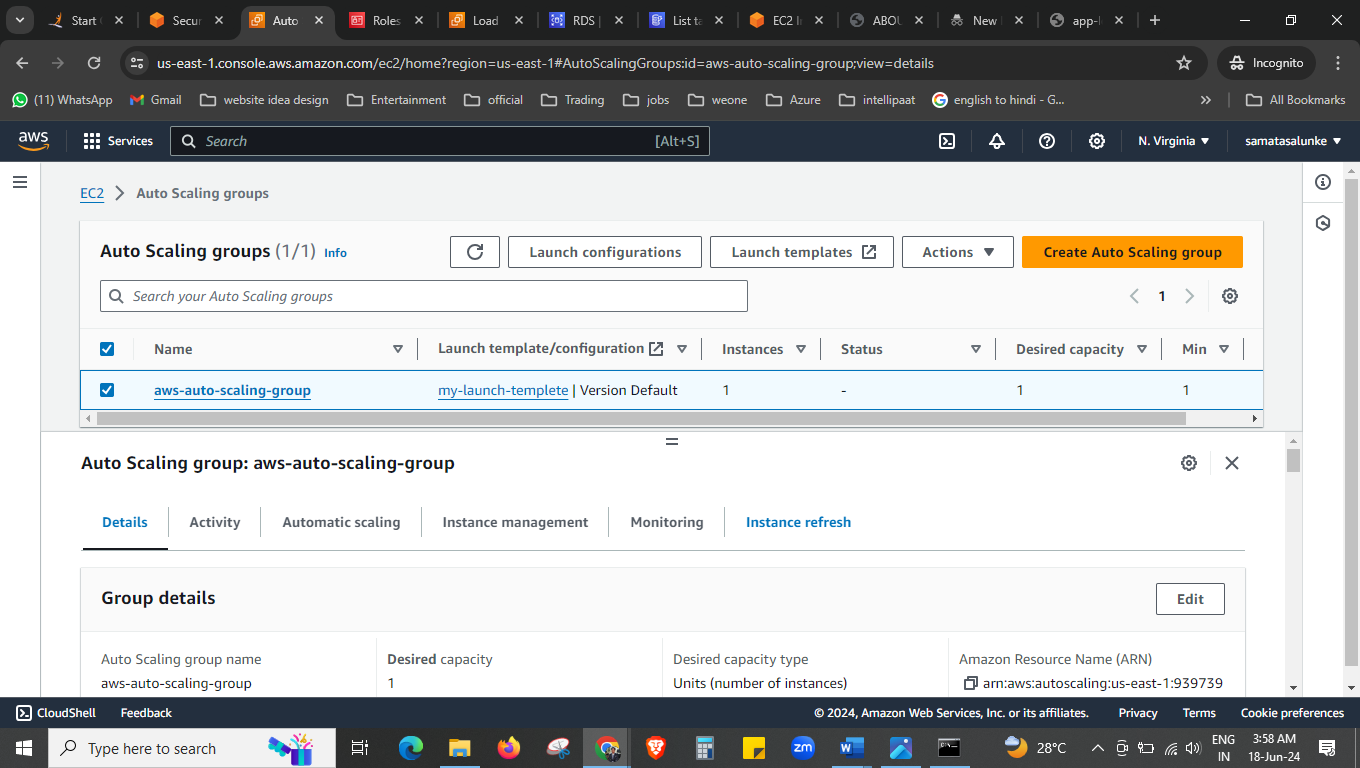 Start
Secur
Auto
Roles
Load
RDS |
List ta
EC2 In
ABOU
New
app-l
us-east-1.console.aws.amazon.com/ec2/home?region=us-east-1#AutoScalingGroups:id=aws-auto-scaling-group;view=details
Incognito
(11) WhatsApp
Gmail
website idea design
Entertainment
official
Trading
jobs
weone
Azure
intellipaat
english to hindi - G...
All Bookmarks
aws
Services
Search
[Alt+S]
N. Virginia
samatasalunke
EC2
Auto Scaling groups
Auto Scaling groups (1/1) Info
Launch configurations
Launch templates
Actions
Create Auto Scaling group
Search your Auto Scaling groups
1
Name
Launch template/configuration
Instances
Status
Desired capacity
Min
aws-auto-scaling-group
my-launch-templete | Version Default
1
-
1
1
Auto Scaling group: aws-auto-scaling-group
Details
Activity
Automatic scaling
Instance management
Monitoring
Instance refresh
Group details
Edit
Auto Scaling group name
Desired capacity
Desired capacity type
Amazon Resource Name (ARN)
aws-auto-scaling-group
1
Units (number of instances)
arn:aws:autoscaling:us-east-1:939739
CloudShell
Feedback
© 2024, Amazon Web Services, Inc. or its affiliates.
Privacy
Terms
Cookie preferences
Type here to search
zm
28°C
ENG
IN
3:58 AM
18-Jun-24